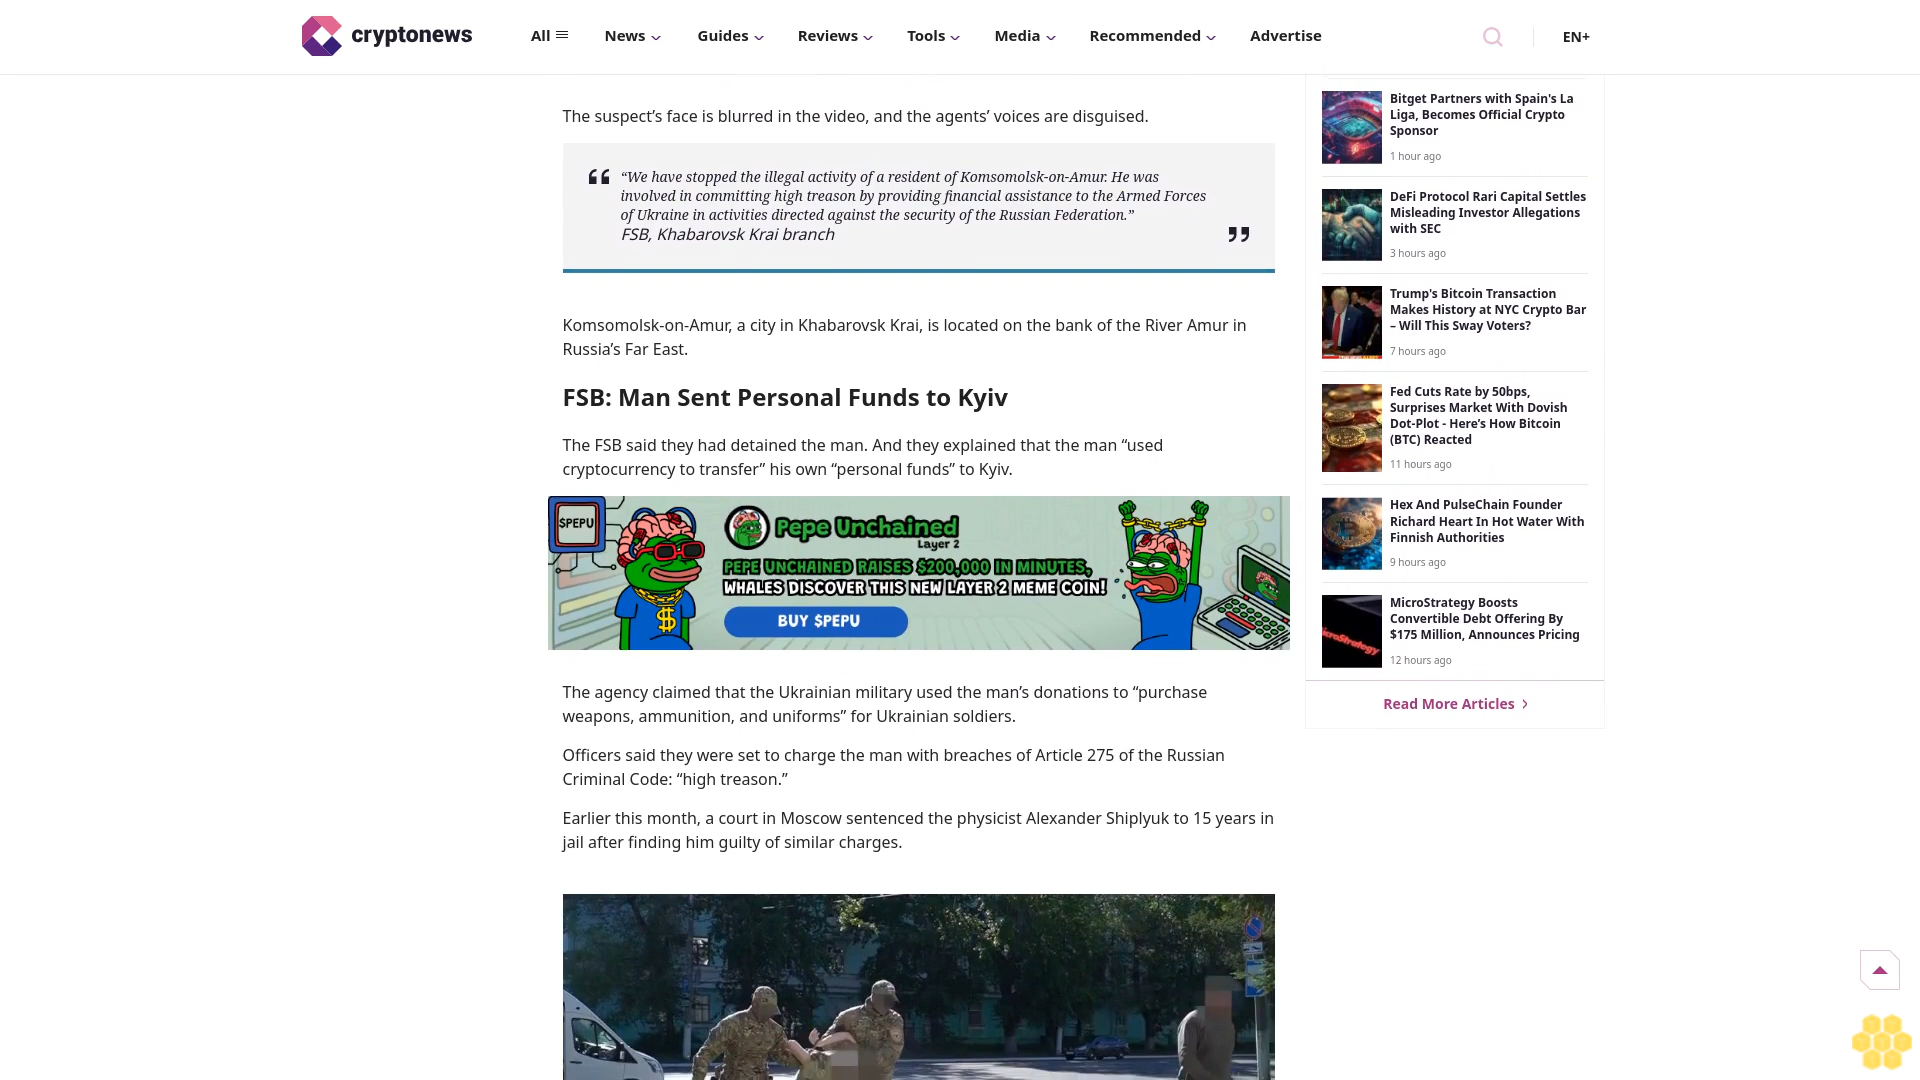 cryptonews
All
News
Guides
Reviews
Tools
Media
Recommended
Advertise
EN+
The suspect’s face is blurred in the video, and the agents’ voices are disguised.
“We have stopped the illegal activity of a resident of Komsomolsk-on-Amur. He was
involved in committing high treason by providing financial assistance to the Armed Forces
of Ukraine in activities directed against the security of the Russian Federation.”
FSB, Khabarovsk Krai branch
Komsomolsk-on-Amur, a city in Khabarovsk Krai, is located on the bank of the River Amur in
Russia’s Far East.
FSB: Man Sent Personal Funds to Kyiv
The FSB said they had detained the man. And they explained that the man “used
cryptocurrency to transfer” his own “personal funds” to Kyiv.
$PEPU
Pepe Unchained
Layer 2
PEPE UNCHAINED RAISES $200,000 IN MINUTES,
WHALES DISCOVER THIS NEW LAYER 2 MEME COIN!
BUY $PEPU
The agency claimed that the Ukrainian military used the man’s donations to “purchase
weapons, ammunition, and uniforms” for Ukrainian soldiers.
Officers said they were set to charge the man with breaches of Article 275 of the Russian
Criminal Code: “high treason.”
Earlier this month, a court in Moscow sentenced the physicist Alexander Shiplyuk to 15 years in
jail after finding him guilty of similar charges.
Bitget Partners with Spain's La
Liga, Becomes Official Crypto
Sponsor
1 hour ago
DeFi Protocol Rari Capital Settles
Misleading Investor Allegations
with SEC
3 hours ago
Trump's Bitcoin Transaction
Makes History at NYC Crypto Bar
– Will This Sway Voters?
7 hours ago
Fed Cuts Rate by 50bps,
Surprises Market With Dovish
Dot-Plot - Here’s How Bitcoin
(BTC) Reacted
11 hours ago
Hex And PulseChain Founder
Richard Heart In Hot Water With
Finnish Authorities
9 hours ago
MicroStrategy Boosts
Convertible Debt Offering By
$175 Million, Announces Pricing
12 hours ago
Read More Articles